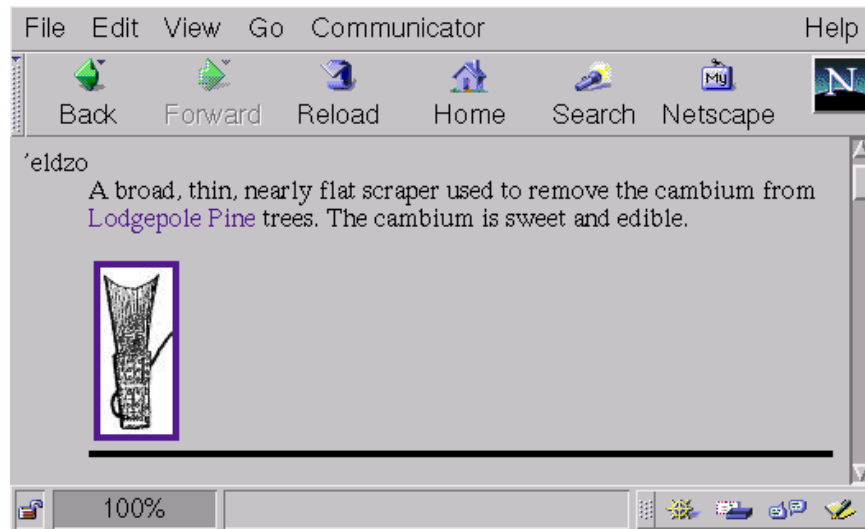 File Edit View Go Communicator Help
Back Forward Reload Home Search My Netscape N
'eldzo
A broad, thin, nearly flat scraper used to remove the cambium from
Lodgepole Pine trees. The cambium is sweet and edible.
100%